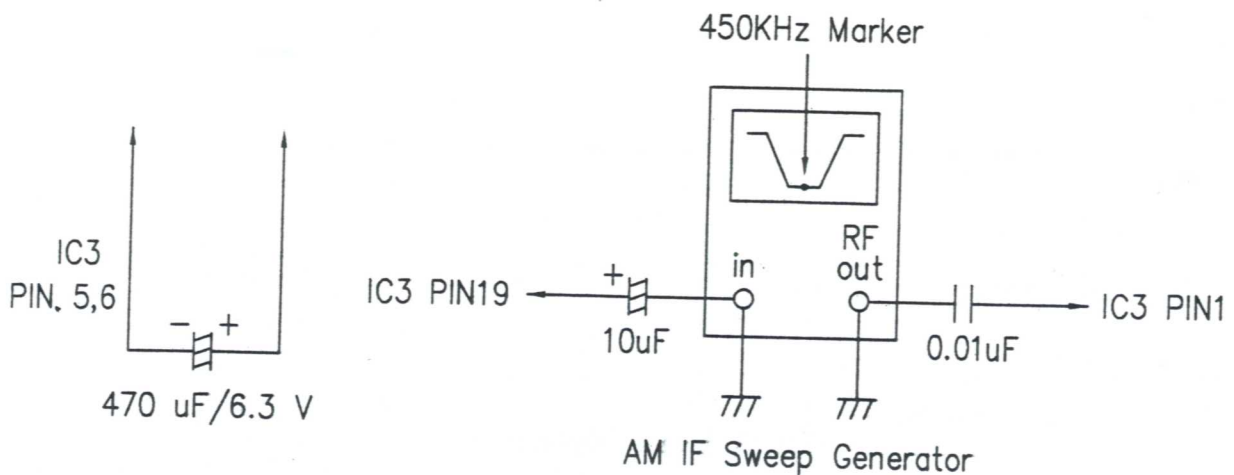 450KHz Marker
IC3
PIN. 5,6
- +
470 uF/6.3 V
IC3 PIN19
+
10uF
in
RF
out
0.01uF
IC3 PIN1
AM IF Sweep Generator